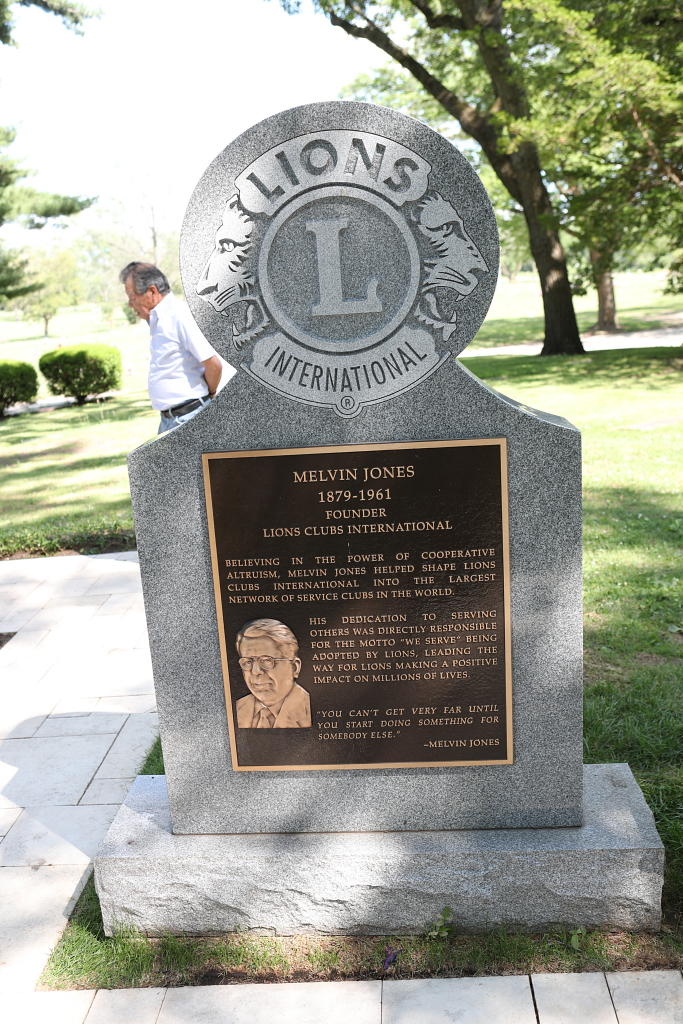 LIONS
L
INTERNATIONAL
®
MELVIN JONES
1879-1961
FOUNDER
LIONS CLUBS INTERNATIONAL
BELIEVING IN THE POWER OF COOPERATIVE
ALTRUISM, MELVIN JONES HELPED SHAPE LIONS
CLUBS INTERNATIONAL INTO THE LARGEST
NETWORK OF SERVICE CLUBS IN THE WORLD.
HIS DEDICATION TO SERVING
OTHERS WAS DIRECTLY RESPONSIBLE
FOR THE MOTTO "WE SERVE" BEING
ADOPTED BY LIONS, LEADING THE
WAY FOR LIONS MAKING A POSITIVE
IMPACT ON MILLIONS OF LIVES.
"YOU CAN'T GET VERY FAR UNTIL
YOU START DOING SOMETHING FOR
SOMEBODY ELSE."
~MELVIN JONES